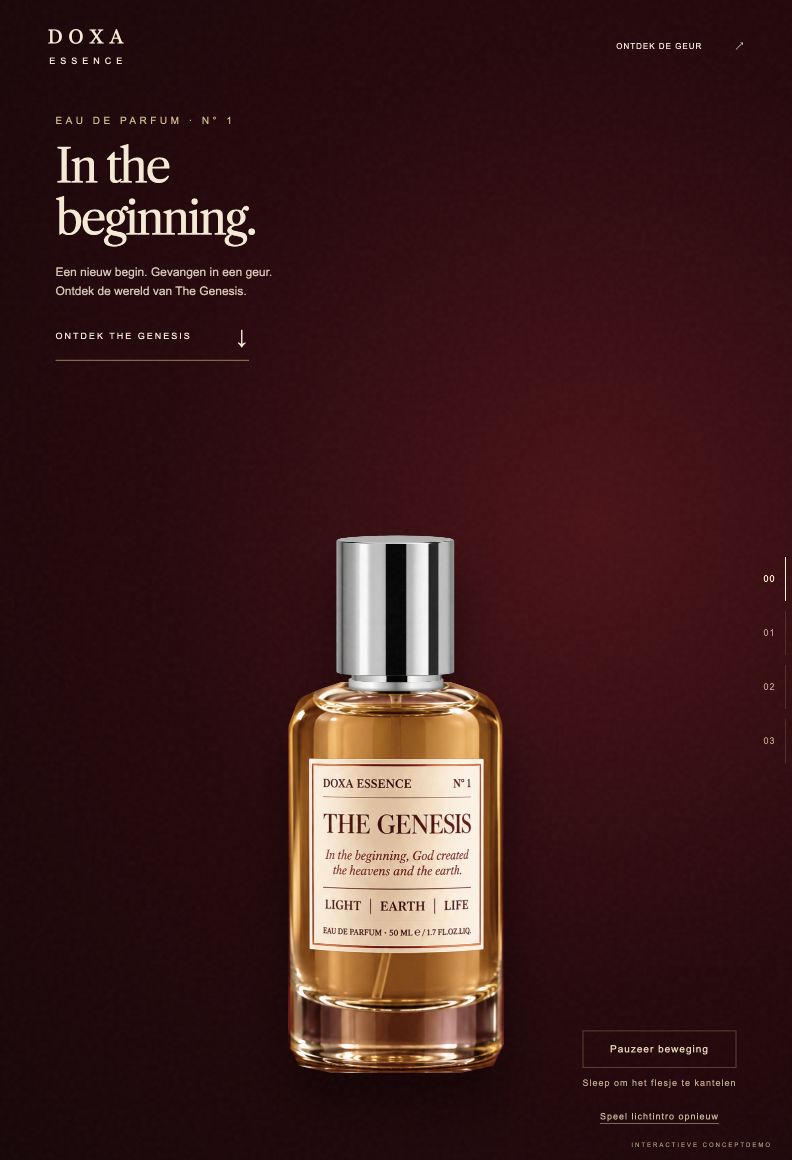 DOXA
ESSENCE
ONTDEK DE GEUR ↗
EAU DE PARFUM · N° 1
In the
beginning.
Een nieuw begin. Gevangen in een geur.
Ontdek de wereld van The Genesis.
ONTDEK THE GENESIS ↓
00
01
02
03
DOXA ESSENCE N° 1
THE GENESIS
In the beginning, God created
the heavens and the earth.
LIGHT | EARTH | LIFE
EAU DE PARFUM · 50 ML ℮ / 1.7 FL.OZ.LIQ.
Pauzeer beweging
Sleep om het flesje te kantelen
Speel lichtintro opnieuw
INTERACTIEVE CONCEPTDEMO